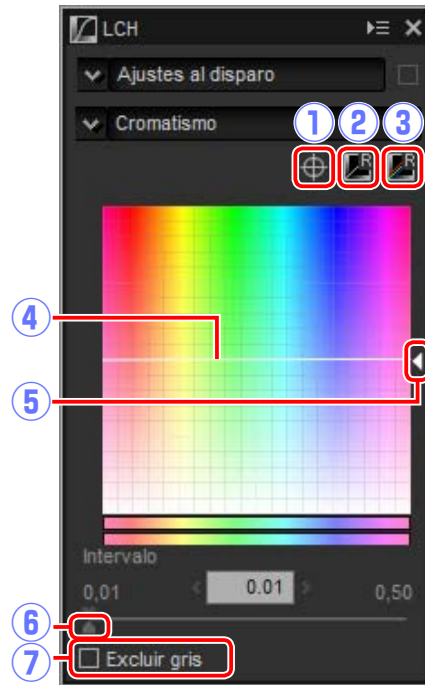 LCH
Ajustes al disparo
Cromatismo
1 2 3
R R
4
5
Intervalo
0,01 0.01 0,50
6
7 Excluir gris